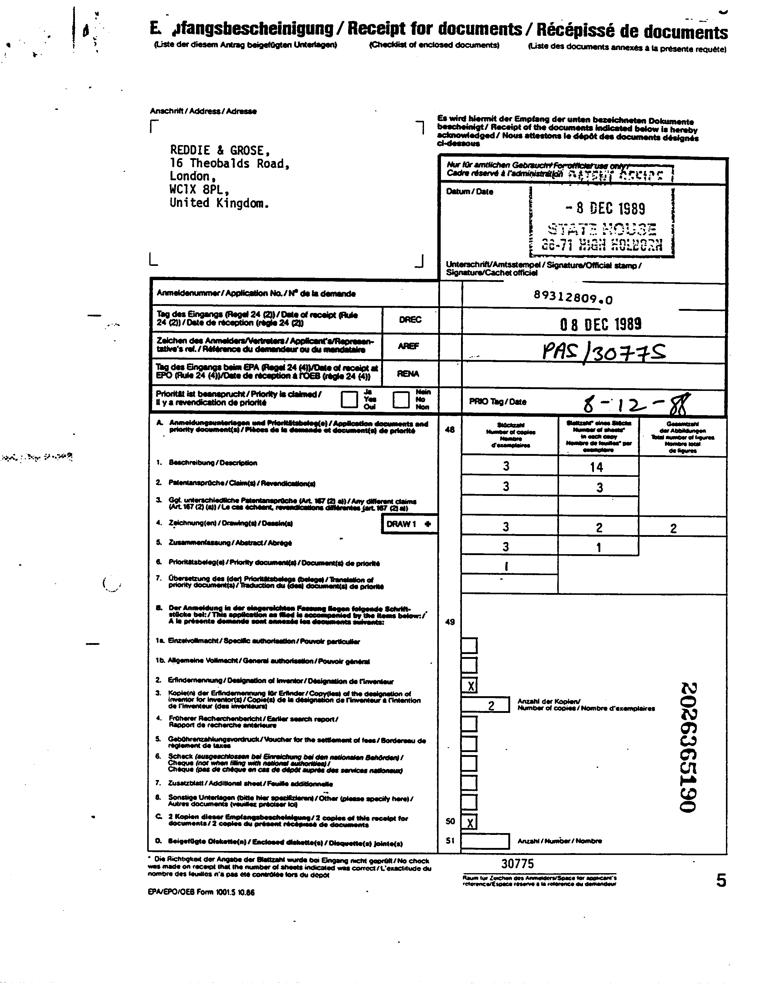 E fangsbescheinigung / Receipt for documents / Récépissé de documents
(Liste der diesem Antrag beigefügten Unterlagen) (Checklist of enclosed documents) (Liste des documents annexés à la présente requête)
Anschrift / Address / Adresse
REDDIE & GROSE,
16 Theobalds Road,
London,
WC1X 8PL,
United Kingdom.
Es wird hiermit der Empfang der unten bezeichneten Dokumente
bescheinigt / Receipt of the documents indicated below is hereby
acknowledged / Nous attestons le dépôt des documents désignés
ci-dessous
Nur für amtlichen Gebrauch / For official use only /
Cadre réservé à l'administration
PATENT OFFICE
Datum / Date
- 8 DEC 1989
STATE HOUSE
66-71 HIGH HOLBORN
Unterschrift/Amtsstempel / Signature/Official stamp /
Signature/Cachet officiel
Anmeldenummer / Application No. / N° de la demande 89312809.0
Tag des Eingangs (Regel 24 (2)) / Date of receipt (Rule
24 (2)) / Date de réception (règle 24 (2)) DREC 08 DEC 1989
Zeichen des Anmelders/Vertreters / Applicant's/Represen-
tative's ref. / Référence du demandeur ou du mandataire AREF PAS/30775
Tag des Eingangs beim EPA (Regel 24 (4))/Date of receipt at
EPO (Rule 24 (4))/Date de réception à l'OEB (règle 24 (4)) RENA
Priorität ist beansprucht / Priority is claimed /
Il y a revendication de priorité
Ja Yes Oui
Nein No Non
PRIO Tag / Date 8-12-88
A. Anmeldungsunterlagen und Prioritätsbeleg(e) / Application documents and
priority document(s) / Pièces de la demande et document(s) de priorité 48
Stückzahl
Number of copies
Nombre
d'exemplaires
Blattzahl* eines Stücks
Number of sheets*
in each copy
Nombre de feuilles* par
exemplaire
Gesamtzahl
der Abbildungen
Total number of figures
Nombre total
de figures
1. Beschreibung / Description 3 14
2. Patentansprüche / Claim(s) / Revendication(s) 3 3
3. Ggf. unterschiedliche Patentansprüche (Art. 167 (2) (a)) / Any different claims
(Art. 167 (2) (a)) / Le cas échéant, revendications différentes (art. 167 (2) a))
4. Zeichnung(en) / Drawing(s) / Dessin(s) DRAW 1 + 3 2 2
5. Zusammenfassung / Abstract / Abrégé 3 1
6. Prioritätsbeleg(e) / Priority document(s) / Document(s) de priorité 1
7. Übersetzung des (der) Prioritätsbelegs (belege) / Translation of
priority document(s) / Traduction du (des) document(s) de priorité
B. Der Anmeldung in der eingereichten Fassung liegen folgende Schrift-
stücke bei: / This application as filed is accompanied by the items below: /
A la présente demande sont annexés les documents suivants: 49
1a. Einzelvollmacht / Specific authorisation / Pouvoir particulier
1b. Allgemeine Vollmacht / General authorisation / Pouvoir général
2. Erfindernennung / Designation of inventor / Désignation de l'inventeur X
3. Kopie(n) der Erfindernennung für Erfinder / Copy(ies) of the designation of
inventor for inventor(s) / Copie(s) de la désignation de l'inventeur à l'intention
de l'inventeur (des inventeurs) 2 Anzahl der Kopien/
Number of copies / Nombre d'exemplaires
4. Früherer Recherchenbericht / Earlier search report /
Rapport de recherche antérieure
5. Gebührenzahlungsvordruck / Voucher for the settlement of fees / Bordereau de
règlement de taxes
6. Scheck (ausgeschlossen bei Einreichung bei den nationalen Behörden) /
Cheque (not when filing with national authorities) /
Chèque (pas de chèque en cas de dépôt auprès des services nationaux)
7. Zusatzblatt / Additional sheet / Feuille additionnelle
8. Sonstige Unterlagen (bitte hier spezifizieren) / Other (please specify here) /
Autres documents (veuillez préciser ici)
C. 2 Kopien dieser Empfangsbescheinigung / 2 copies of this receipt for
documents / 2 copies du présent récépissé de documents 50 X
D. Beigefügte Diskette(n) / Enclosed diskette(s) / Disquette(s) jointe(s) 51 Anzahl / Number / Nombre
2026365190
* Die Richtigkeit der Angabe der Blattzahl wurde bei Eingang nicht geprüft / No check
was made on receipt that the number of sheets indicated was correct / L'exactitude du
nombre des feuilles n'a pas été contrôlée lors du dépôt
30775
Raum für Zeichen des Anmelders/Space for applicant's
reference/Espace réservé à la référence du demandeur
5
EPA/EPO/OEB Form 1001.5 10.86